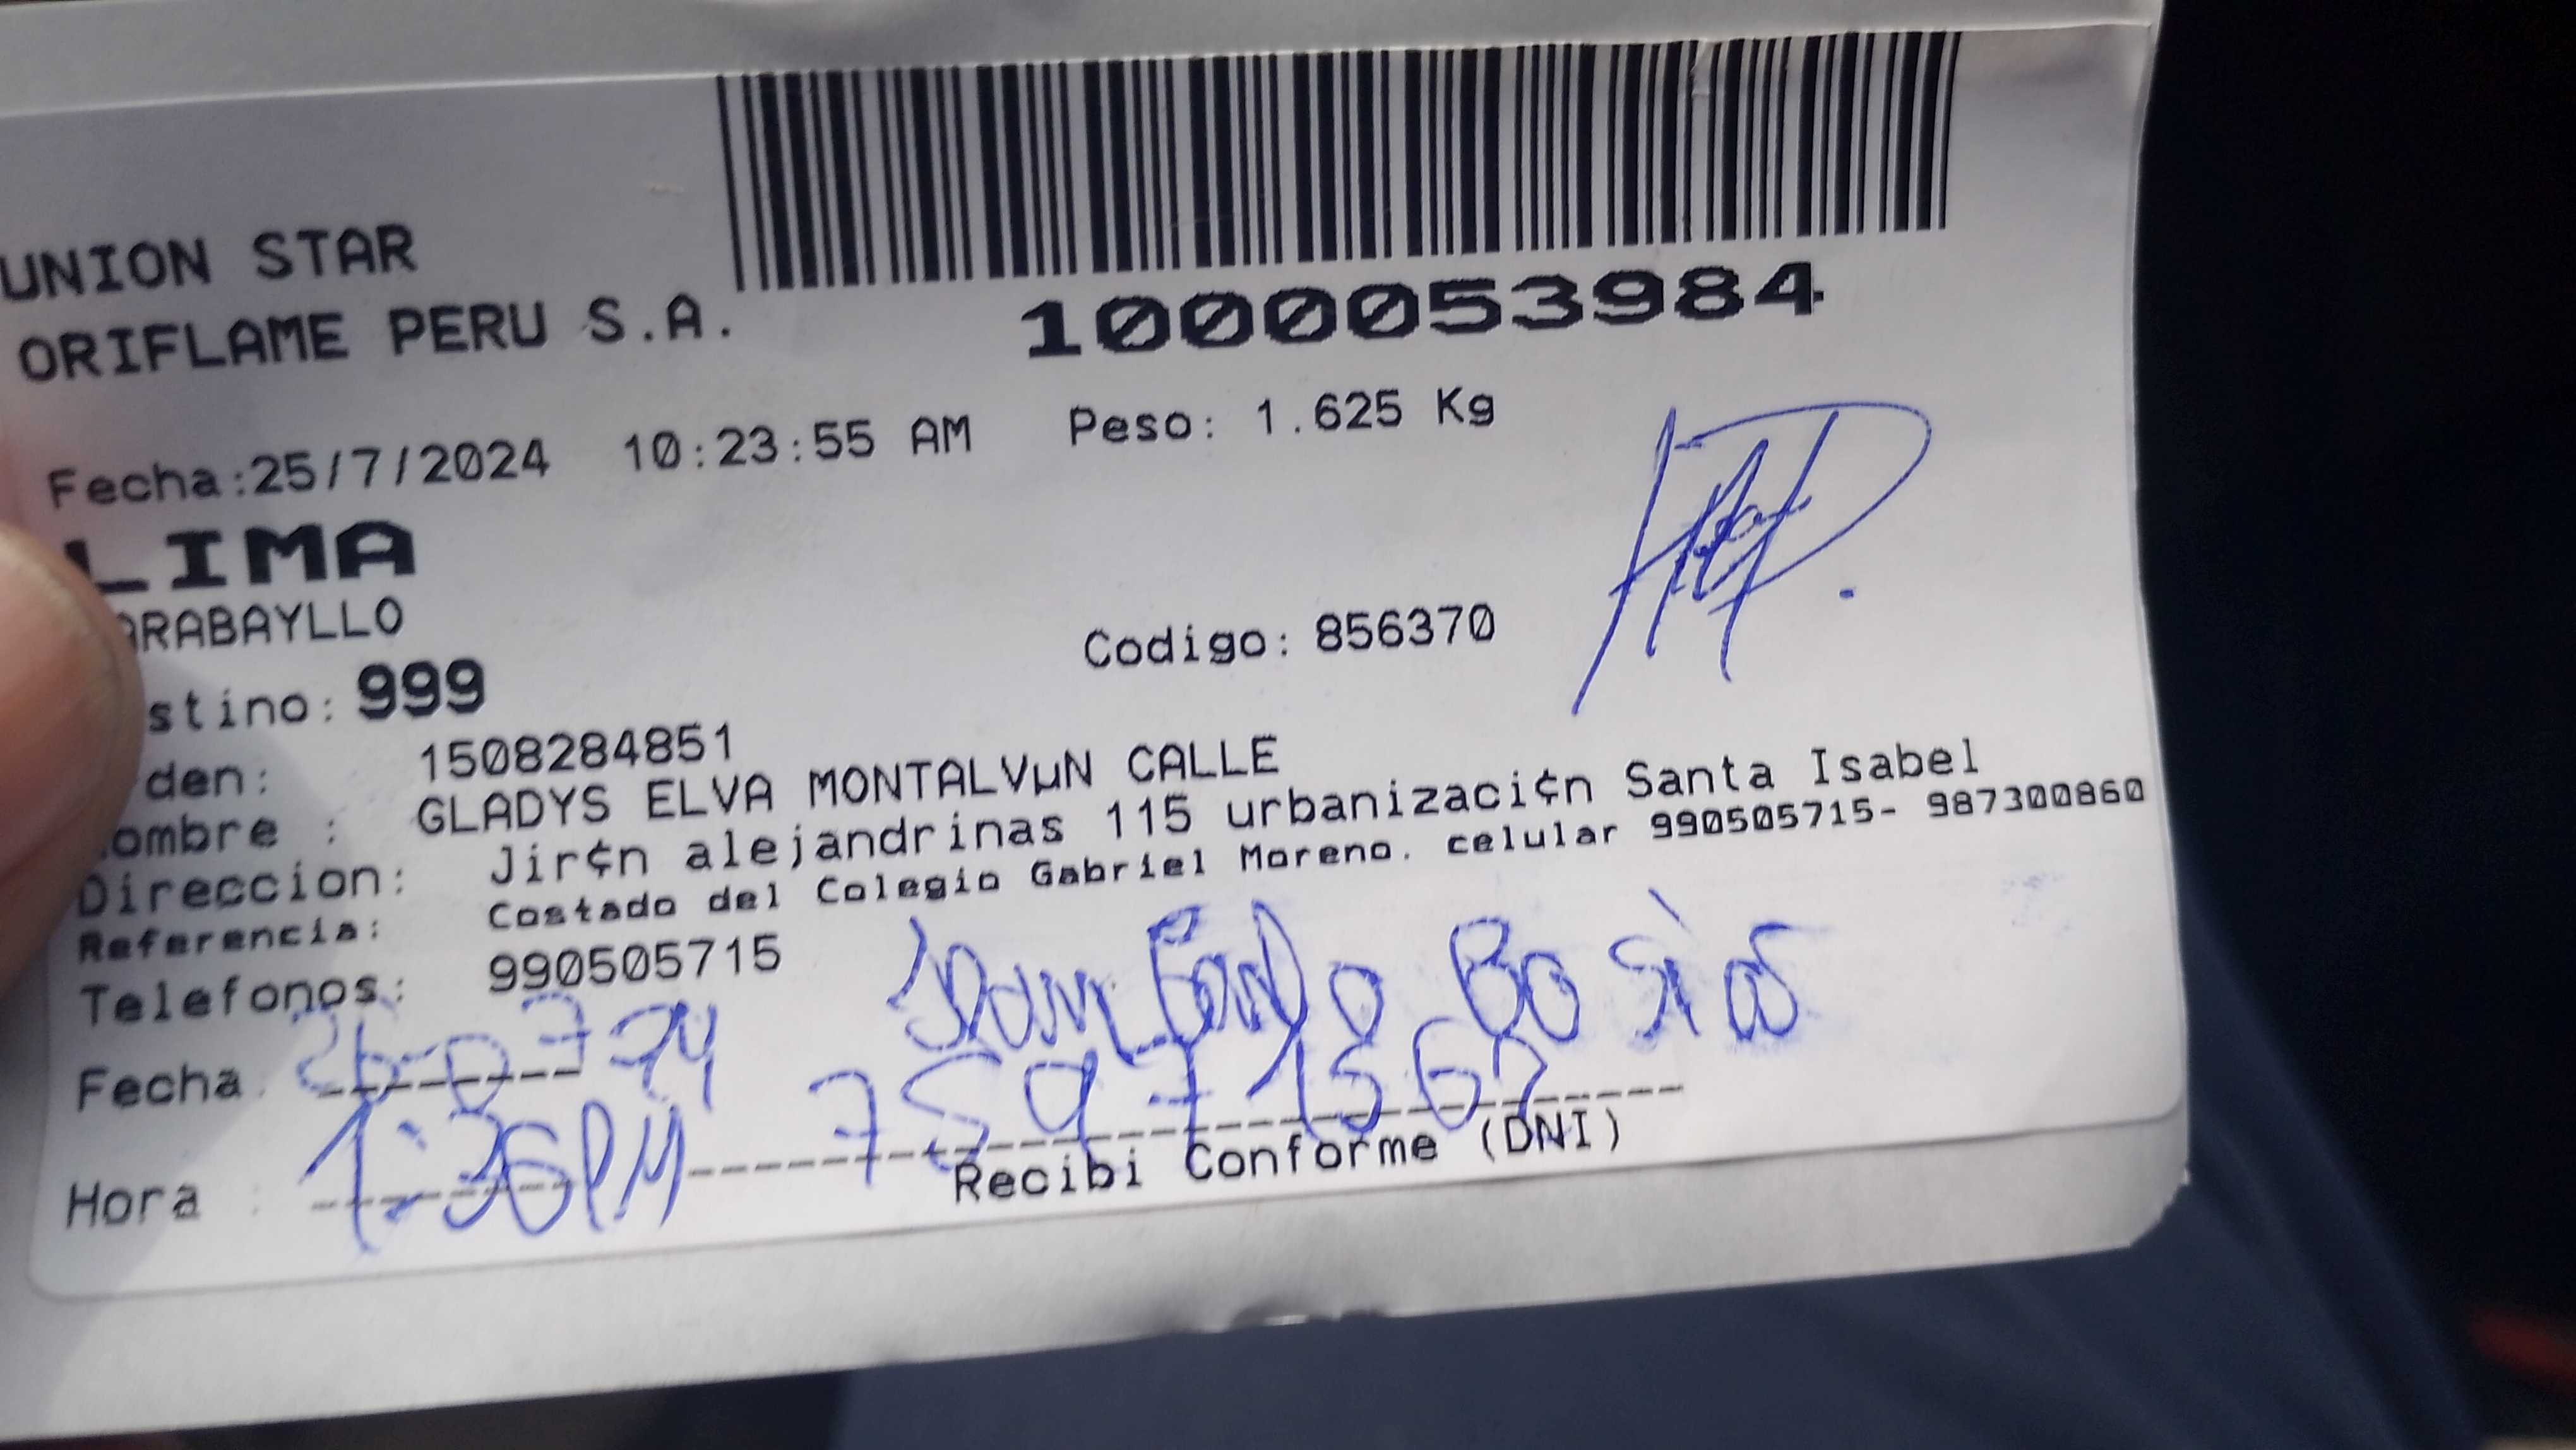 UNION STAR
ORIFLAME PERU S.A.
1000053984
Fecha:25/7/2024 10:23:55 AM Peso: 1.625 Kg
LIMA
ARABAYLLO
Codigo: 856370
stino: 999
den: 1508284851
ombre : GLADYS ELVA MONTALVµN CALLE
Direccion: Jir¢n alejandrinas 115 urbanizaci¢n Santa Isabel
Referencia: Costado del Colegio Gabriel Moreno. celular 990505715- 987300860
Telefonos: 990505715
Fecha.
Hora : 1:36PM
Recibi Conforme (DNI)